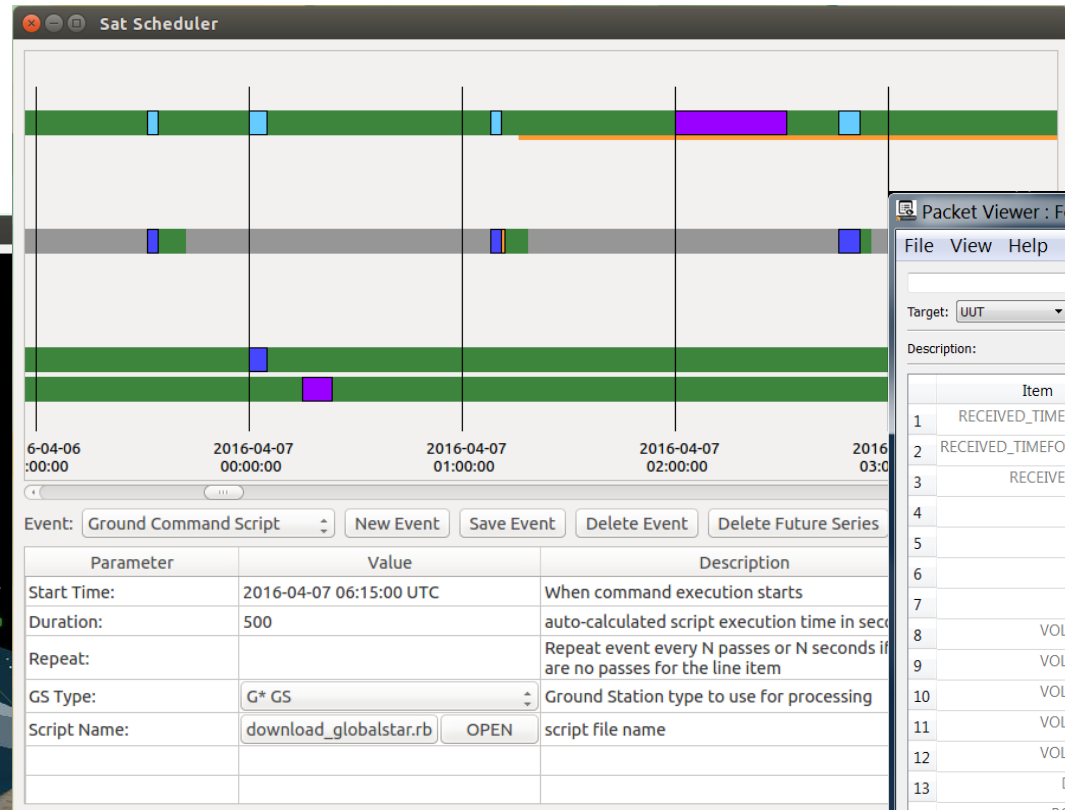 Sat Scheduler
6-04-06
:00:00
2016-04-07
00:00:00
2016-04-07
01:00:00
2016-04-07
02:00:00
2016
03:0
Event: Ground Command Script New Event Save Event Delete Event Delete Future Series
Parameter Value Description
Start Time: 2016-04-07 06:15:00 UTC When command execution starts
Duration: 500 auto-calculated script execution time in sec
Repeat: Repeat event every N passes or N seconds if
are no passes for the line item
GS Type: G* GS Ground Station type to use for processing
Script Name: download_globalstar.rb OPEN script file name
Packet Viewer : F
File View Help
Target: UUT
Description:
Item
1 RECEIVED_TIME
2 RECEIVED_TIMEFO
3 RECEIVE
4
5
6
7
8 VOL
9 VOL
10 VOL
11 VOL
12 VOL
13